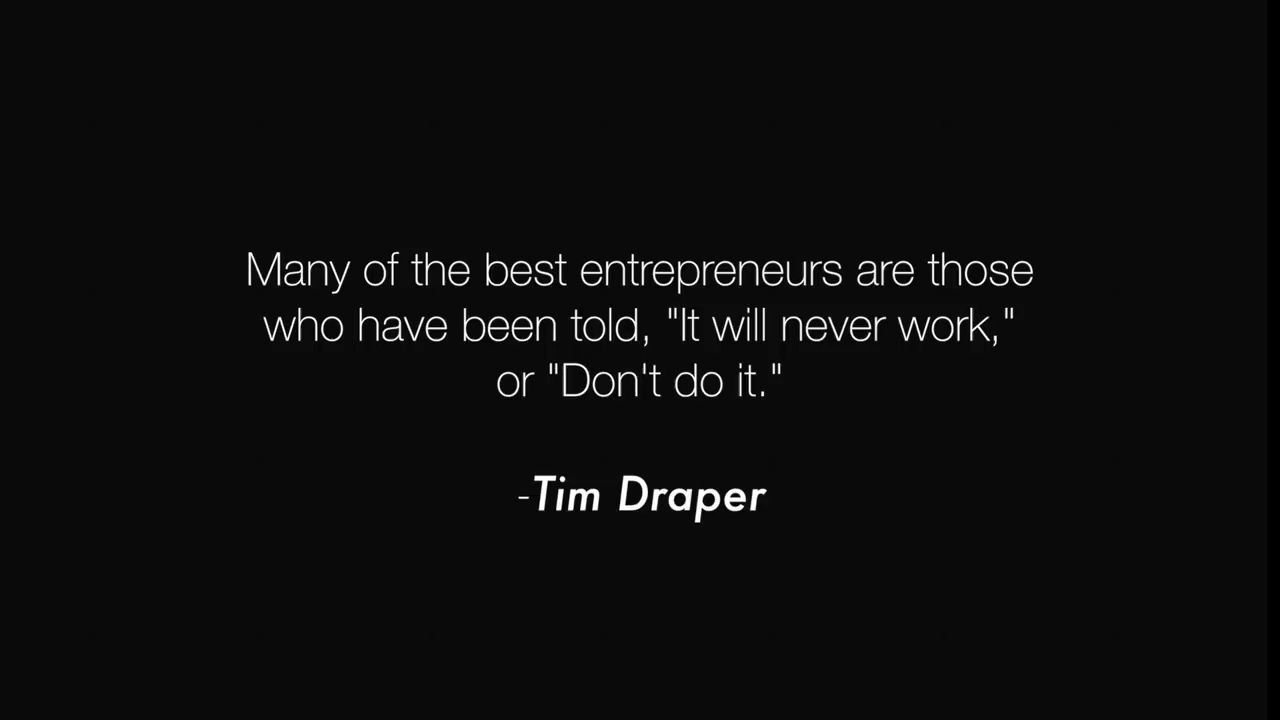 Many of the best entrepreneurs are those
who have been told, "It will never work,"
or "Don't do it."
-Tim Draper